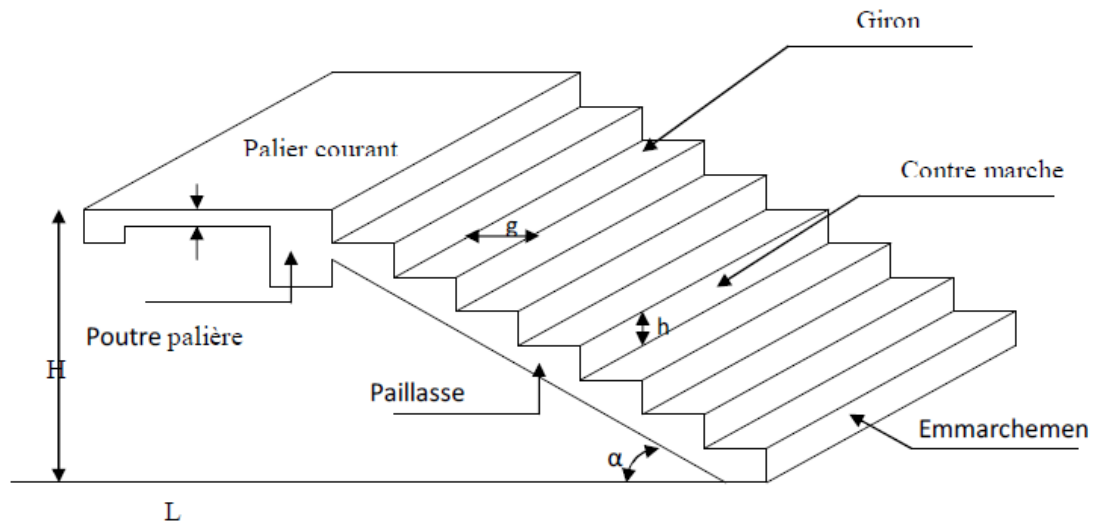 Giron
Palier courant
Contre marche
g
h
Poutre palière
H
Paillasse
Emmarchemen
α
L